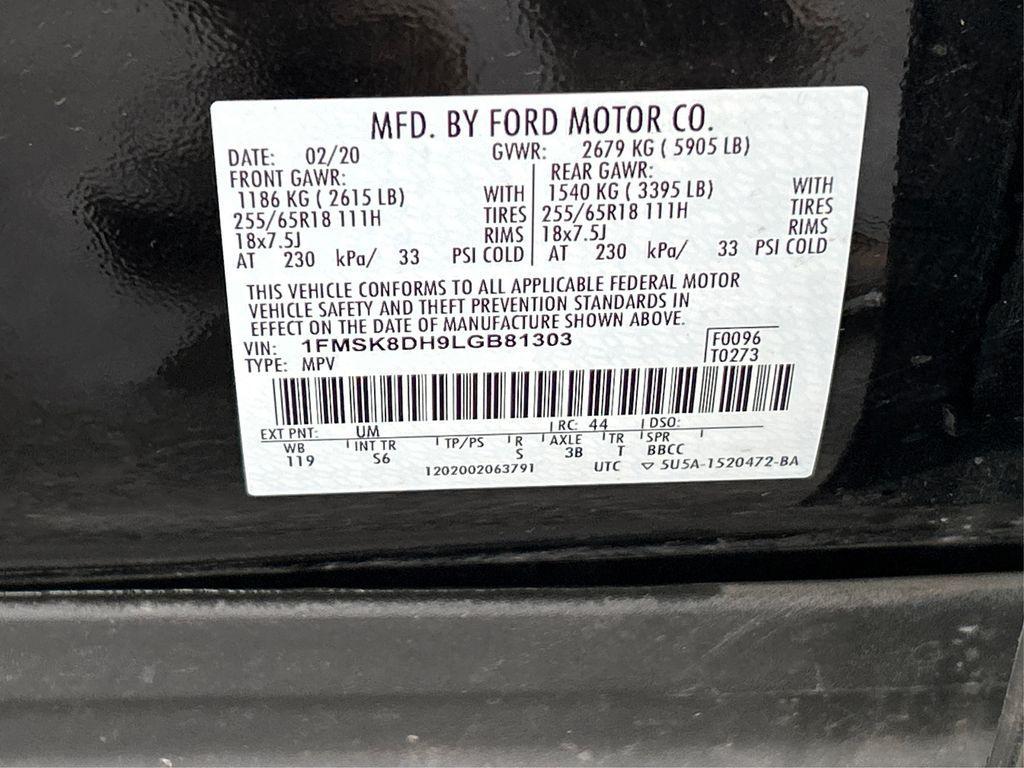 MFD. BY FORD MOTOR CO.
DATE: 02/20 GVWR: 2679 KG ( 5905 LB)
FRONT GAWR: REAR GAWR:
1186 KG ( 2615 LB) WITH 1540 KG ( 3395 LB) WITH
255/65R18 111H TIRES 255/65R18 111H TIRES
18x7.5J RIMS 18x7.5J RIMS
AT 230 kPa/ 33 PSI COLD AT 230 kPa/ 33 PSI COLD
THIS VEHICLE CONFORMS TO ALL APPLICABLE FEDERAL MOTOR
VEHICLE SAFETY AND THEFT PREVENTION STANDARDS IN
EFFECT ON THE DATE OF MANUFACTURE SHOWN ABOVE.
VIN: 1FMSK8DH9LGB81303 F0096
TYPE: MPV T0273
EXT PNT: UM RC: 44 DSO:
WB INT TR TP/PS R AXLE TR SPR
119 S6 S 3B T BBCC
1202002063791 UTC ▽ 5U5A-1520472-BA